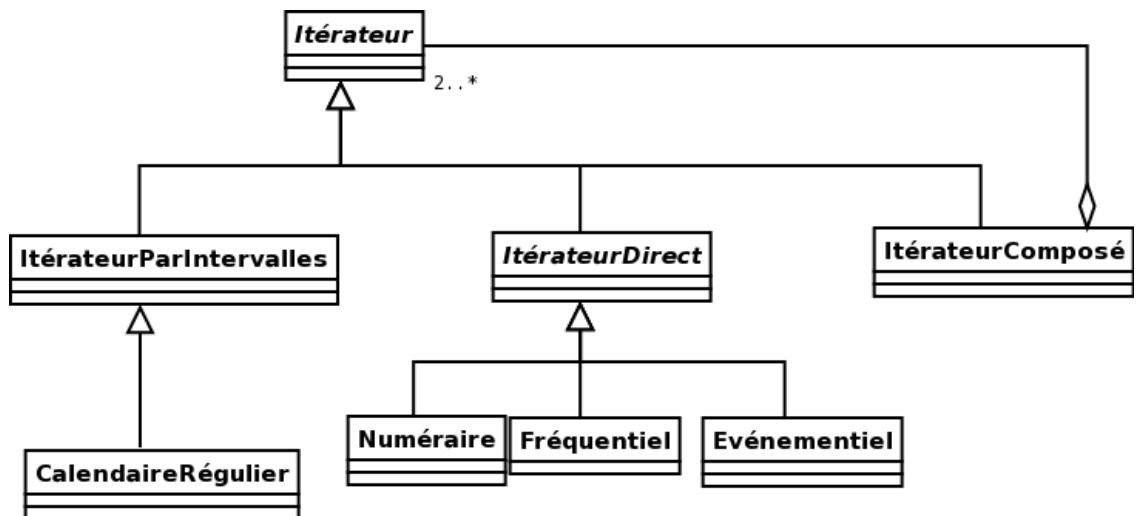 Itérateur
2..*
ItérateurParIntervalles
ItérateurDirect
ItérateurComposé
Numéraire
Fréquentiel
Evénementiel
CalendaireRégulier